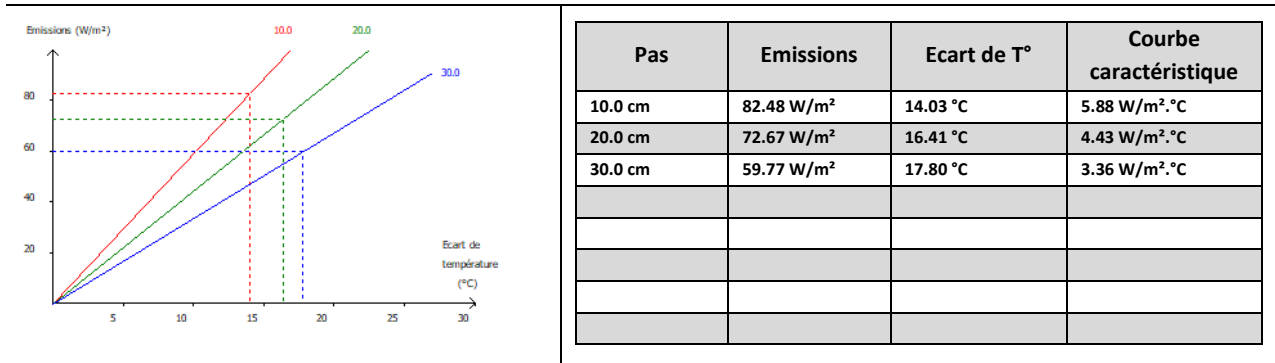 Emissions (W/m²)
10.0
20.0
30.0
80
60
40
20
Ecart de
température
(°C)
5
10
15
20
25
30
Pas Emissions Ecart de T° Courbe caractéristique
10.0 cm 82.48 W/m² 14.03 °C 5.88 W/m².°C
20.0 cm 72.67 W/m² 16.41 °C 4.43 W/m².°C
30.0 cm 59.77 W/m² 17.80 °C 3.36 W/m².°C